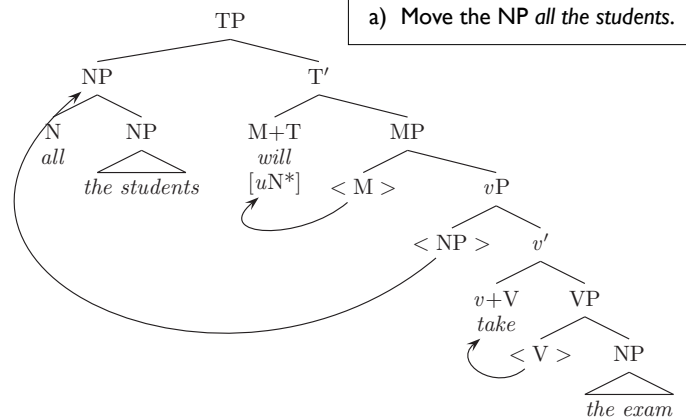 a) Move the NP all the students.
TP
NP T′
N NP M+T MP
all will
the students [uN*] < M > vP
< NP > v′
v+V VP
take
< V > NP
the exam